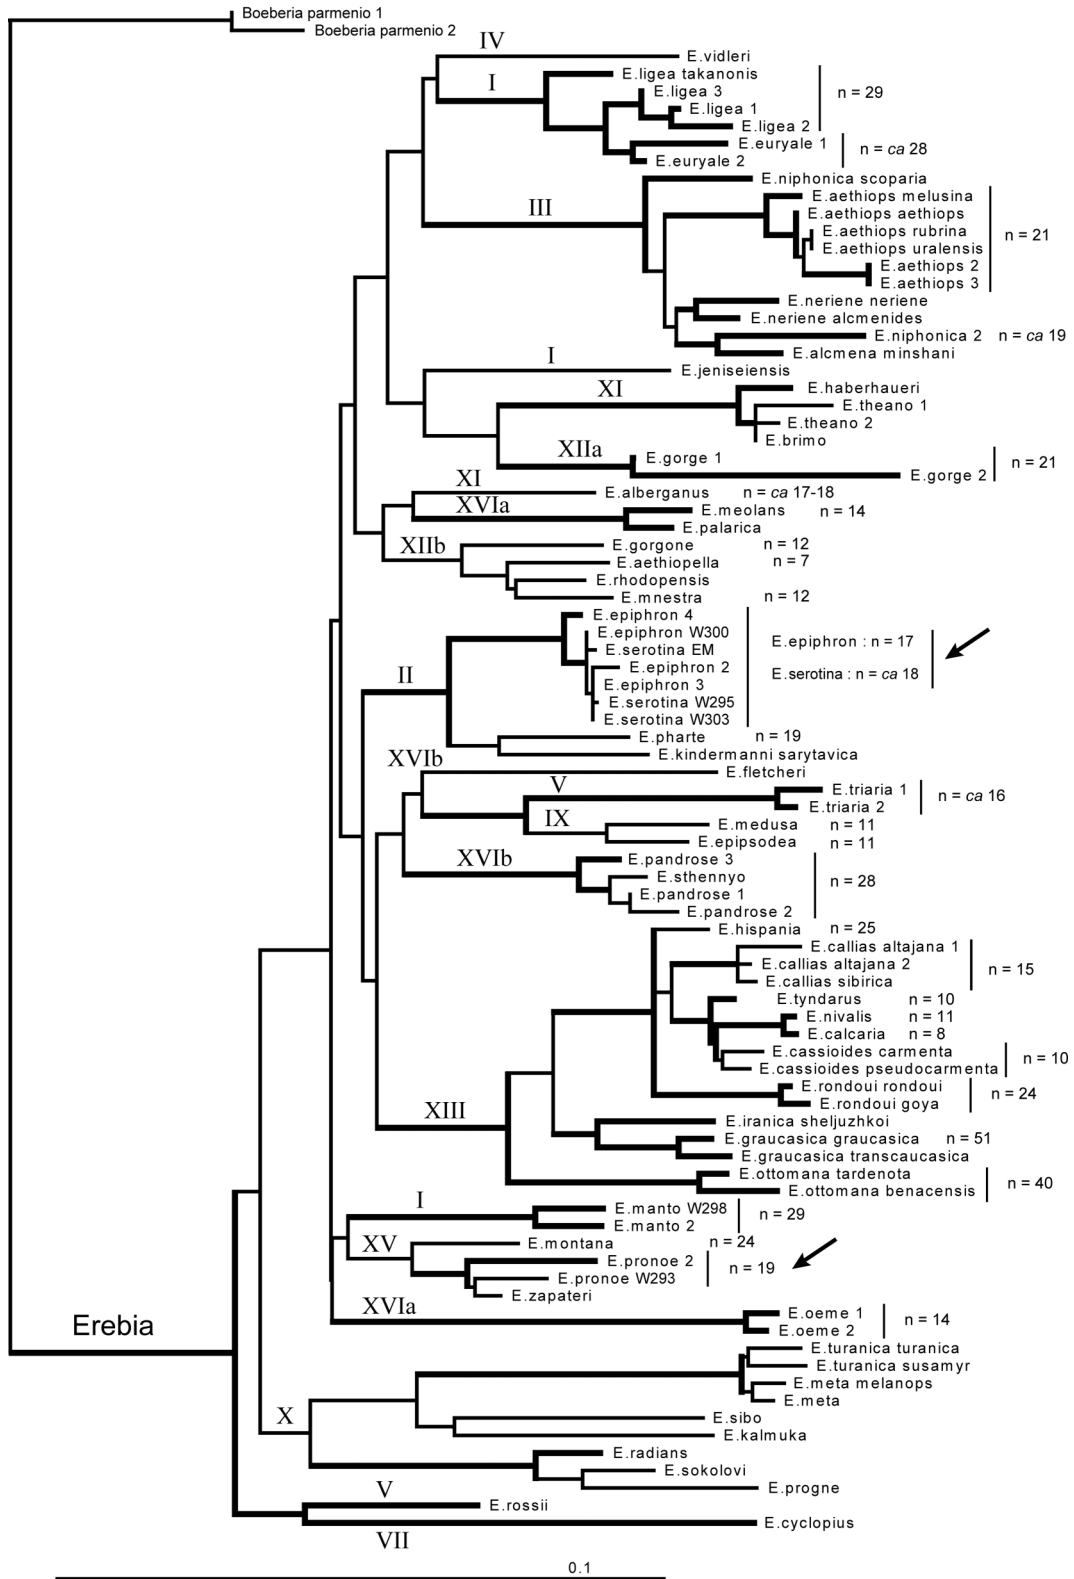 Boeberia parmenio 1
Boeberia parmenio 2
IV
E.vidleri
I
E.ligea takanonis
E.ligea 3
n = 29
E.ligea 1
E.ligea 2
E.euryale 1
n = ca 28
E.euryale 2
E.niphonica scoparia
III
E.aethiops melusina
E.aethiops aethiops
E.aethiops rubrina
n = 21
E.aethiops uralensis
E.aethiops 2
E.aethiops 3
E.neriene neriene
E.neriene alcmenides
E.niphonica 2 n = ca 19
E.alcmena minshani
I
E.jeniseiensis
XI
E.haberhaueri
E.theano 1
E.theano 2
E.brimo
XIIa
E.gorge 1
n = 21
E.gorge 2
XI
E.alberganus n = ca 17-18
XVIa
E.meolans n = 14
E.palarica
XIIb
E.gorgone n = 12
E.aethiopella n = 7
E.rhodopensis
E.mnestra n = 12
E.epiphron 4
E.epiphron W300
E.epiphron : n = 17
E.serotina EM
E.epiphron 2
E.serotina : n = ca 18
II
E.epiphron 3
E.serotina W295
E.serotina W303
E.pharte n = 19
E.kindermanni sarytavica
XVIb
E.fletcheri
V
E.triaria 1
n = ca 16
E.triaria 2
IX
E.medusa n = 11
E.epipsodea n = 11
XVIb
E.pandrose 3
E.sthennyo
n = 28
E.pandrose 1
E.pandrose 2
E.hispania n = 25
E.callias altajana 1
E.callias altajana 2
n = 15
E.callias sibirica
E.tyndarus n = 10
E.nivalis n = 11
E.calcaria n = 8
E.cassioides carmenta
n = 10
E.cassioides pseudocarmenta
E.rondoui rondoui
n = 24
E.rondoui goya
XIII
E.iranica sheljuzhkoi
E.graucasica graucasica n = 51
E.graucasica transcaucasica
E.ottomana tardenota
n = 40
E.ottomana benacensis
I
E.manto W298
n = 29
E.manto 2
XV
E.montana n = 24
E.pronoe 2
n = 19
E.pronoe W293
E.zapateri
XVIa
E.oeme 1
n = 14
E.oeme 2
Erebia
E.turanica turanica
E.turanica susamyr
E.meta melanops
E.meta
X
E.sibo
E.kalmuka
E.radians
E.sokolovi
E.progne
V
E.rossii
E.cyclopius
VII
0.1